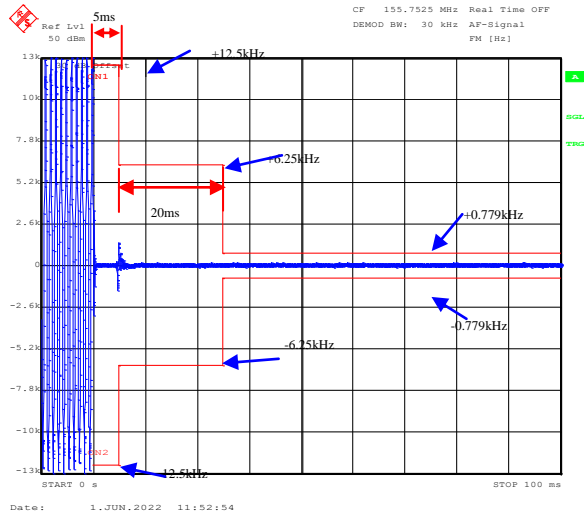 CF 155.7525 MHz Real Time OFF
Ref Lvl DEMOD BW: 30 kHz AF-Signal
50 dBm FM [Hz]
5ms
+12.5kHz
13k
Offset
LN1
A
10k
SGL
7.8k
TRG
+6.25kHz
5.2k
20ms
+0.779kHz
2.6k
0
-2.6k
-0.779kHz
-5.2k
-6.25kHz
-7.8k
-10k
LN2
-12.5kHz
-13k
START 0 s STOP 100 ms
Date: 1.JUN.2022 11:52:54